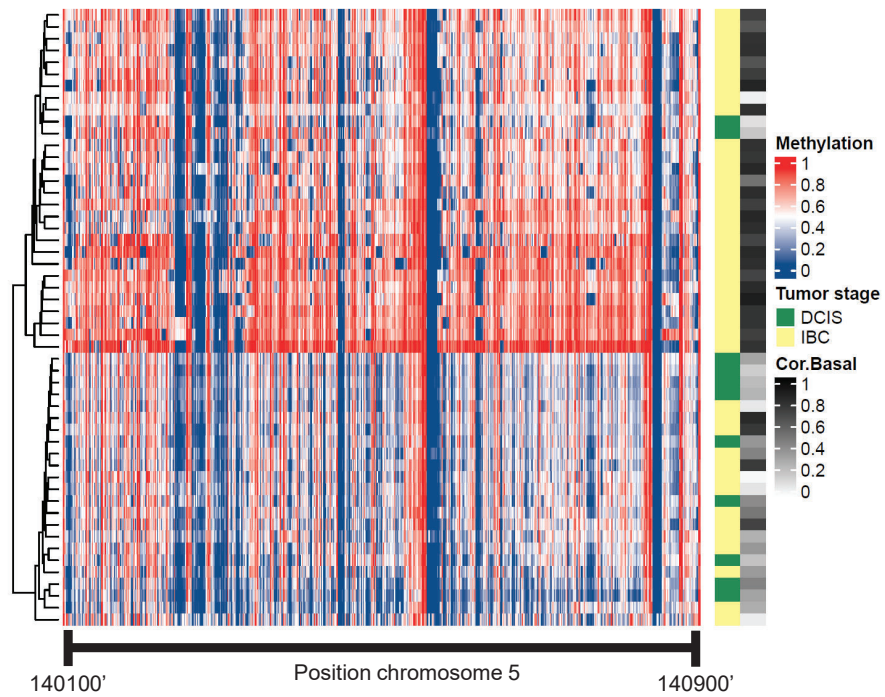 Methylation
1
0.8
0.6
0.4
0.2
0
Tumor stage
DCIS
IBC
Cor.Basal
1
0.8
0.6
0.4
0.2
0
Position chromosome 5
140100’
140900’